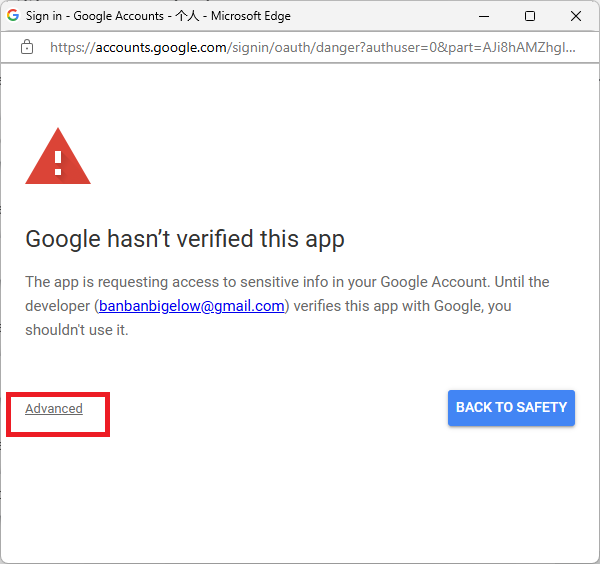 Sign in - Google Accounts - 个人 - Microsoft Edge
https://accounts.google.com/signin/oauth/danger?authuser=0&part=AJi8hAMZhgl...
Google hasn’t verified this app
The app is requesting access to sensitive info in your Google Account. Until the
developer (banbanbigelow@gmail.com) verifies this app with Google, you
shouldn't use it.
Advanced
BACK TO SAFETY